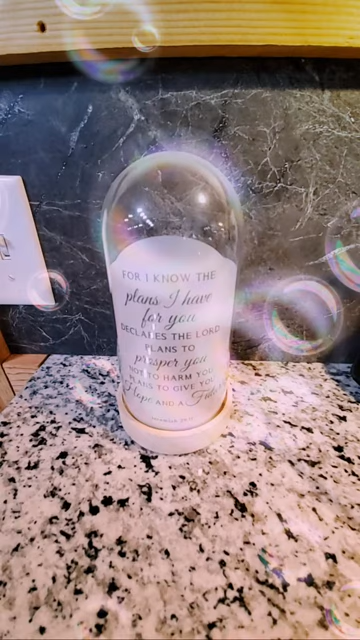 FOR I KNOW THE
plans I have
for you
DECLARES THE LORD
PLANS TO
prosper you
NOT TO HARM YOU
PLANS TO GIVE YOU
Hope AND A Future